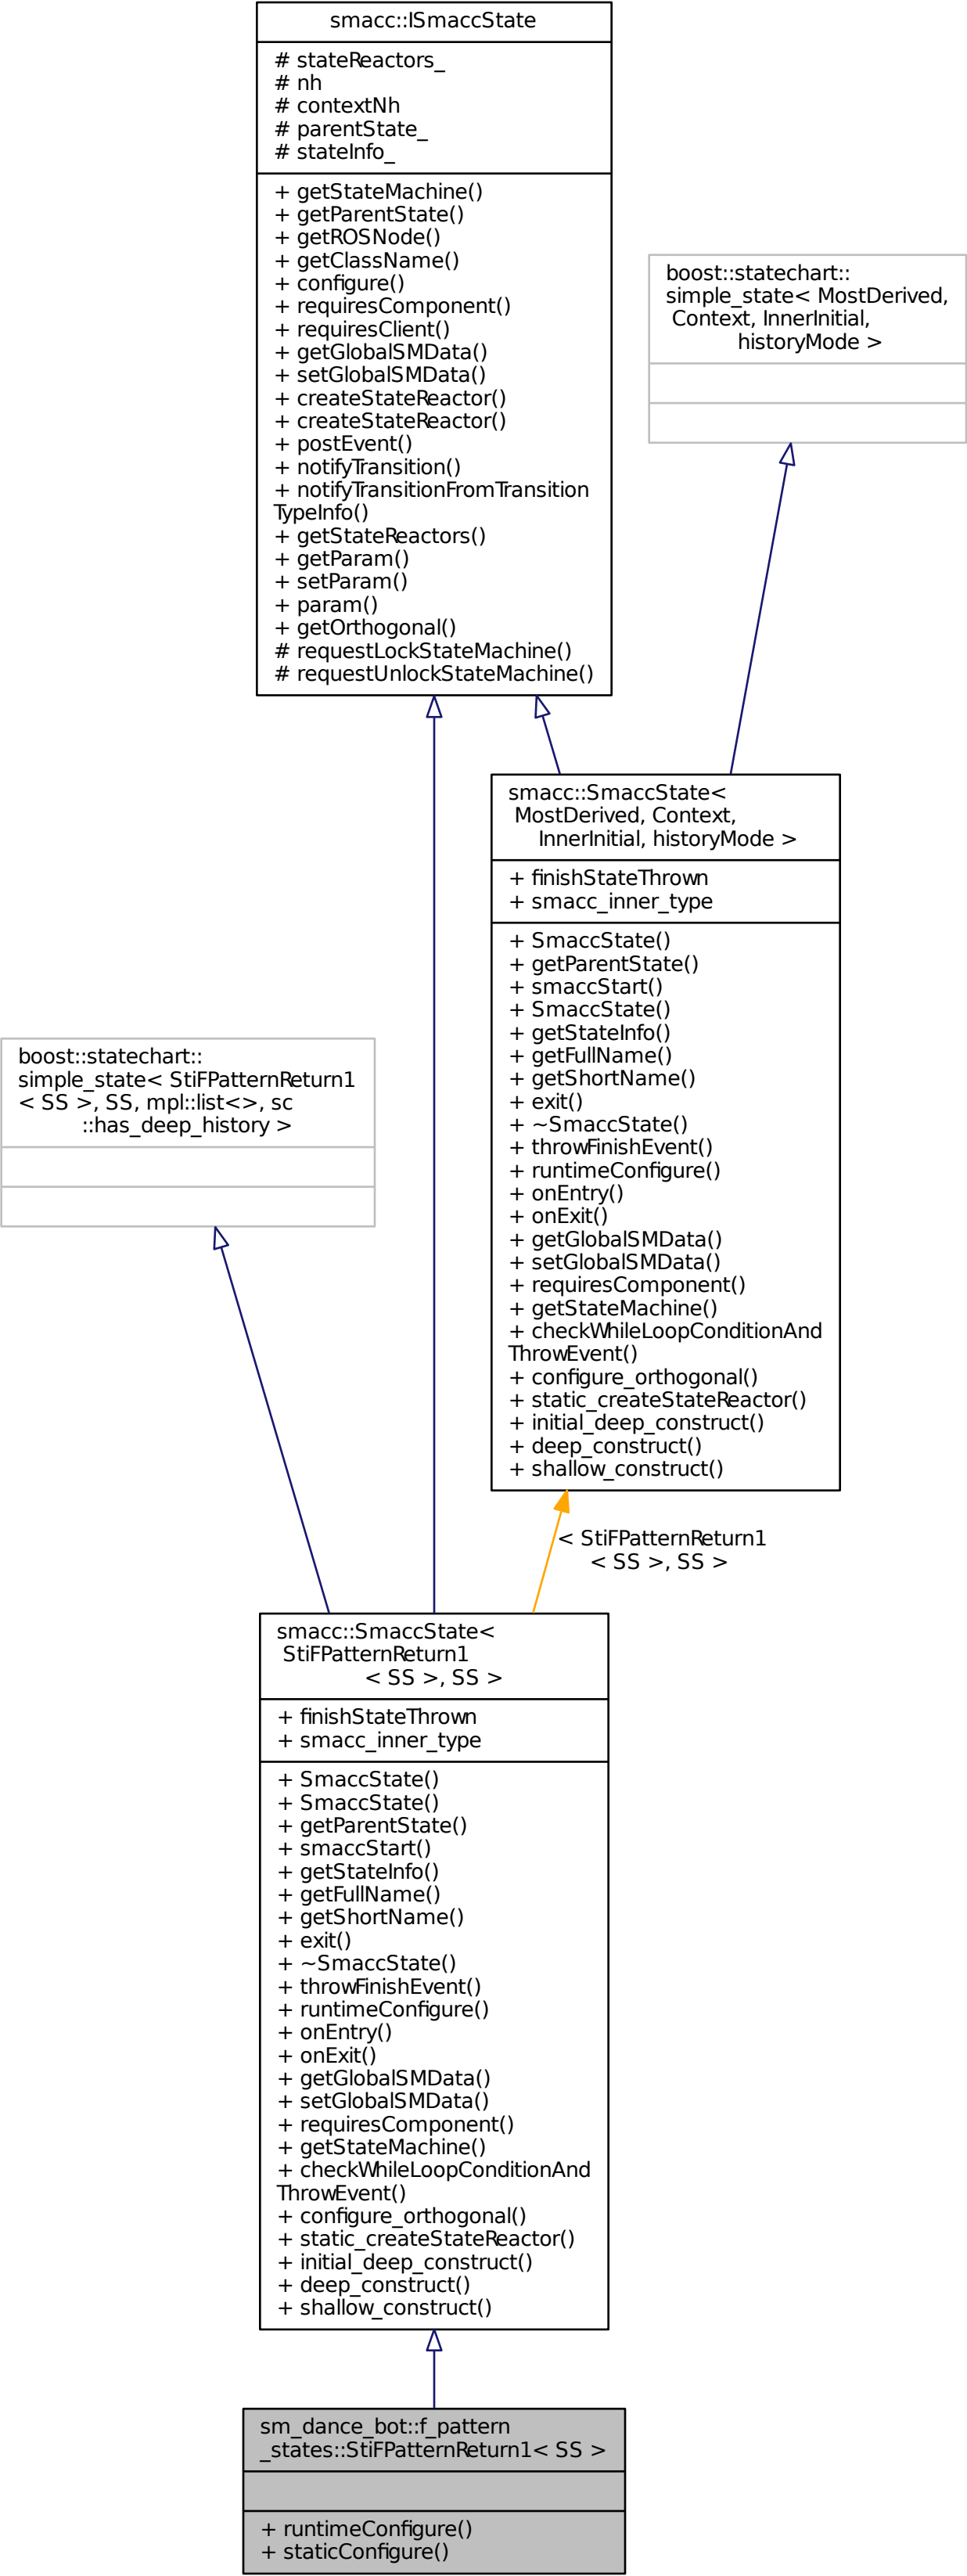 smacc::ISmaccState
# stateReactors_
# nh
# contextNh
# parentState_
# stateInfo_
+ getStateMachine()
+ getParentState()
+ getROSNode()
+ getClassName()
+ configure()
+ requiresComponent()
+ requiresClient()
+ getGlobalSMData()
+ setGlobalSMData()
+ createStateReactor()
+ createStateReactor()
+ postEvent()
+ notifyTransition()
+ notifyTransitionFromTransition
TypeInfo()
+ getStateReactors()
+ getParam()
+ setParam()
+ param()
+ getOrthogonal()
# requestLockStateMachine()
# requestUnlockStateMachine()
boost::statechart::
simple_state< MostDerived,
Context, InnerInitial,
historyMode >
smacc::SmaccState<
MostDerived, Context,
InnerInitial, historyMode >
+ finishStateThrown
+ smacc_inner_type
+ SmaccState()
+ getParentState()
+ smaccStart()
+ SmaccState()
+ getStateInfo()
+ getFullName()
+ getShortName()
+ exit()
+ ~SmaccState()
+ throwFinishEvent()
+ runtimeConfigure()
+ onEntry()
+ onExit()
+ getGlobalSMData()
+ setGlobalSMData()
+ requiresComponent()
+ getStateMachine()
+ checkWhileLoopConditionAnd
ThrowEvent()
+ configure_orthogonal()
+ static_createStateReactor()
+ initial_deep_construct()
+ deep_construct()
+ shallow_construct()
boost::statechart::
simple_state< StiFPatternReturn1
< SS >, SS, mpl::list<>, sc
::has_deep_history >
< StiFPatternReturn1
< SS >, SS >
smacc::SmaccState<
StiFPatternReturn1
< SS >, SS >
+ finishStateThrown
+ smacc_inner_type
+ SmaccState()
+ SmaccState()
+ getParentState()
+ smaccStart()
+ getStateInfo()
+ getFullName()
+ getShortName()
+ exit()
+ ~SmaccState()
+ throwFinishEvent()
+ runtimeConfigure()
+ onEntry()
+ onExit()
+ getGlobalSMData()
+ setGlobalSMData()
+ requiresComponent()
+ getStateMachine()
+ checkWhileLoopConditionAnd
ThrowEvent()
+ configure_orthogonal()
+ static_createStateReactor()
+ initial_deep_construct()
+ deep_construct()
+ shallow_construct()
sm_dance_bot::f_pattern
_states::StiFPatternReturn1< SS >
+ runtimeConfigure()
+ staticConfigure()